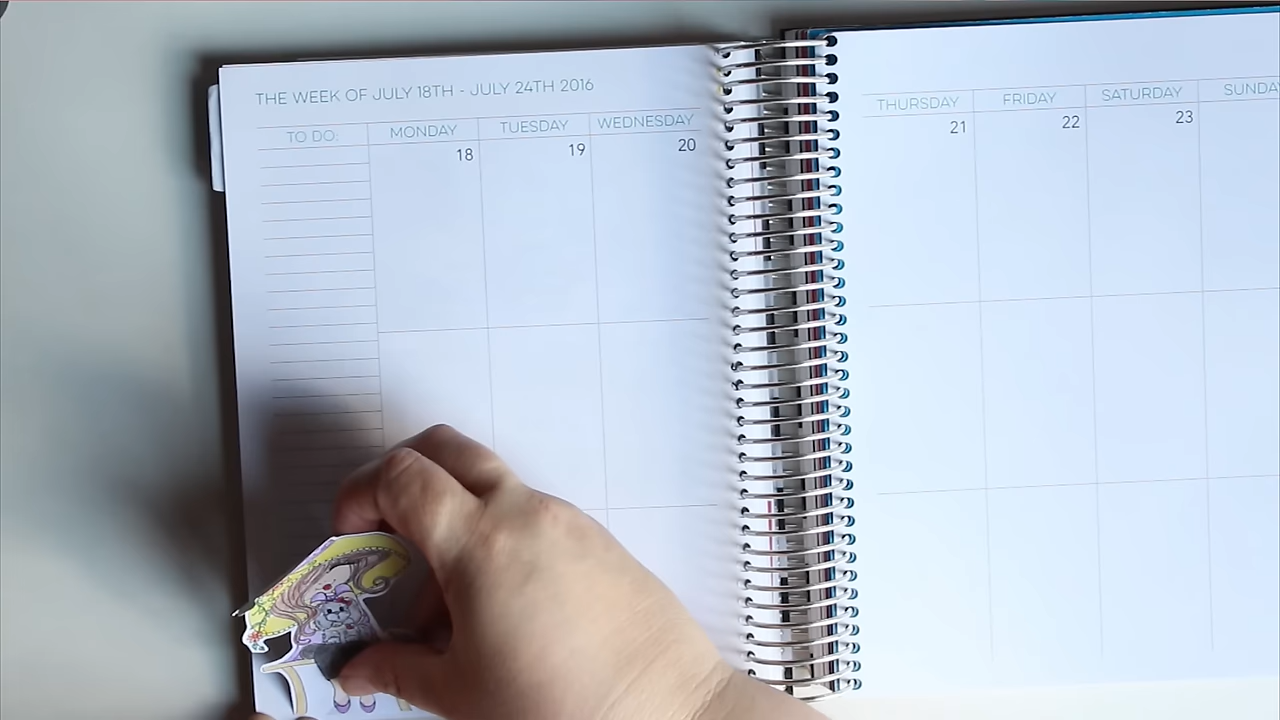 THE WEEK OF JULY 18TH - JULY 24TH 2016
TO DO: MONDAY TUESDAY WEDNESDAY THURSDAY FRIDAY SATURDAY SUNDA
18 19 20 21 22 23